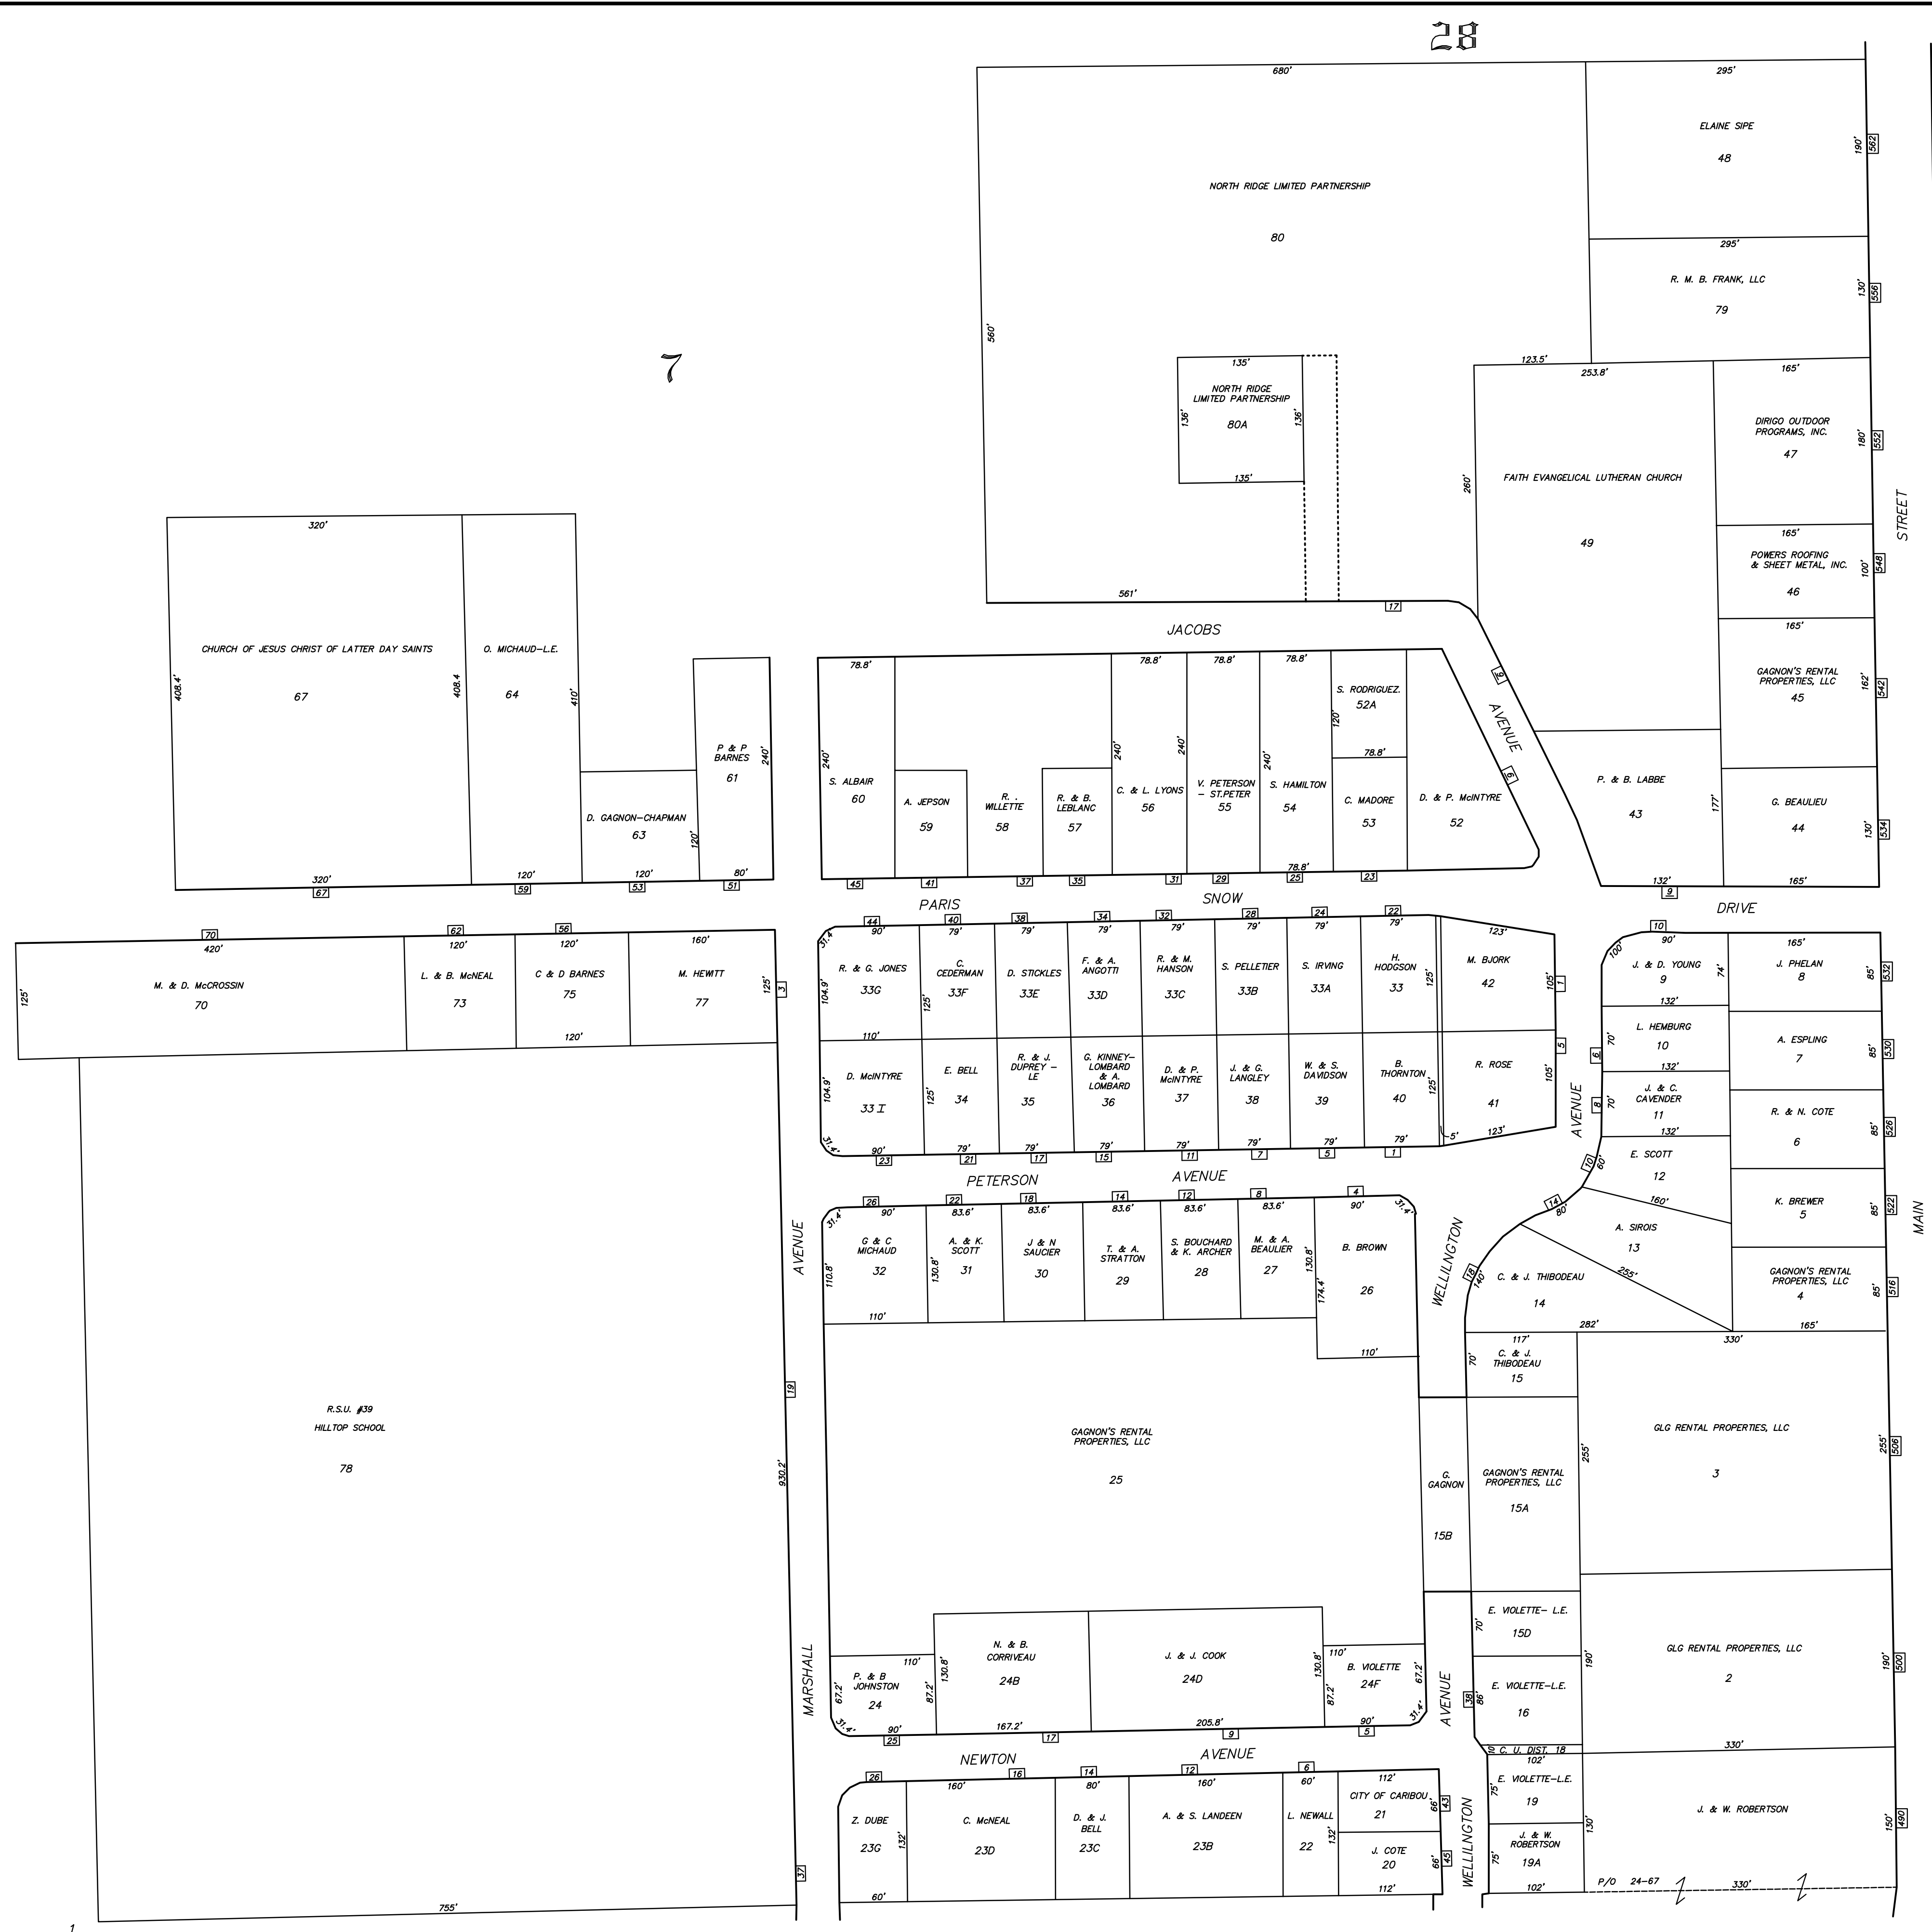 28
680'
295'
ELAINE SIPE
48
190'
562
NORTH RIDGE LIMITED PARTNERSHIP
80
560'
295'
R. M. B. FRANK, LLC
79
130'
556
7
135'
NORTH RIDGE
LIMITED PARTNERSHIP
80A
136'
136'
135'
123.5'
253.8'
165'
DIRIGO OUTDOOR
PROGRAMS, INC.
47
180'
552
FAITH EVANGELICAL LUTHERAN CHURCH
49
260'
STREET
165'
POWERS ROOFING
& SHEET METAL, INC.
46
100'
548
561'
17
JACOBS
165'
GAGNON'S RENTAL
PROPERTIES, LLC
45
162'
542
320'
CHURCH OF JESUS CHRIST OF LATTER DAY SAINTS
67
408.4'
408.4
320'
67
O. MICHAUD-L.E.
64
410'
120'
59
D. GAGNON-CHAPMAN
63
120'
120'
53
P & P
BARNES
61
240'
80'
51
78.8'
240'
S. ALBAIR
60
45
A. JEPSON
59
41
R. .
WILLETTE
58
37
R. & B.
LEBLANC
57
35
78.8'
240'
C. & L. LYONS
56
31
78.8'
240'
V. PETERSON
- ST.PETER
55
29
78.8'
240'
S. HAMILTON
54
78.8'
25
S. RODRIGUEZ.
52A
120'
78.8'
C. MADORE
53
23
D. & P. McINTYRE
52
AVENUE
9
6
P. & B. LABBE
43
177'
132'
9
G. BEAULIEU
44
130'
534
165'
PARIS
SNOW
DRIVE
70
420'
125'
M. & D. McCROSSIN
70
62
120'
L. & B. McNEAL
73
56
120'
C & D BARNES
75
120'
160'
M. HEWITT
77
125'
3
44
31.4'
90'
R. & G. JONES
33G
104.9'
110'
40
79'
C.
CEDERMAN
33F
125'
38
79'
D. STICKLES
33E
34
79'
F. & A.
ANGOTTI
33D
32
79'
R. & M.
HANSON
33C
28
79'
S. PELLETIER
33B
24
79'
S. IRVING
33A
22
79'
H.
HODGSON
33
125'
123'
M. BJORK
42
105'
1
10
100'
90'
J. & D. YOUNG
9
74'
132'
165'
J. PHELAN
8
85'
532
D. McINTYRE
33 I
104.9'
31.4'
90'
23
E. BELL
34
125'
79'
21
R. & J.
DUPREY -
LE
35
79'
17
G. KINNEY-
LOMBARD
& A.
LOMBARD
36
79'
15
D. & P.
McINTYRE
37
79'
11
J. & G.
LANGLEY
38
79'
7
W. & S.
DAVIDSON
39
79'
5
B.
THORNTON
40
125'
79'
1
5'
R. ROSE
41
105'
123'
5
AVENUE
L. HEMBURG
10
70'
132'
6
A. ESPLING
7
85'
530
J. & C.
CAVENDER
11
70'
132'
8
R. & N. COTE
6
85'
526
E. SCOTT
12
10
60'
160'
K. BREWER
5
85'
522
A. SIROIS
13
14
80'
255'
GAGNON'S RENTAL
PROPERTIES, LLC
4
85'
516
165'
MAIN
PETERSON
AVENUE
AVENUE
26
31.4'
90'
G & C
MICHAUD
32
110.8'
110'
22
83.6'
A. & K.
SCOTT
31
130.8'
18
83.6'
J & N
SAUCIER
30
14
83.6'
T. & A.
STRATTON
29
12
83.6'
S. BOUCHARD
& K. ARCHER
28
8
83.6'
M. & A.
BEAULIER
27
130.8'
4
90'
31.4'
B. BROWN
26
174.4'
110'
WELLILNGTON
18
140'
C. & J. THIBODEAU
14
282'
117'
C. & J.
THIBODEAU
15
70'
330'
GLG RENTAL PROPERTIES, LLC
3
255'
255'
506
R.S.U. #39
HILLTOP SCHOOL
78
19
930.2'
755'
GAGNON'S RENTAL
PROPERTIES, LLC
25
G.
GAGNON
15B
GAGNON'S RENTAL
PROPERTIES, LLC
15A
E. VIOLETTE- L.E.
15D
70'
GLG RENTAL PROPERTIES, LLC
2
190'
190'
500
330'
MARSHALL
110'
P. & B
JOHNSTON
24
67.2'
31.4'
90'
25
87.2'
130.8'
N. & B.
CORRIVEAU
24B
167.2'
17
J. & J. COOK
24D
205.8'
9
130.8'
87.2'
110'
B. VIOLETTE
24F
67.2'
31.4'
90'
5
AVENUE
38
86'
E. VIOLETTE-L.E.
16
10
C. U. DIST. 18
102'
NEWTON
AVENUE
26
Z. DUBE
23G
132'
60'
160'
16
C. McNEAL
23D
14
80'
D. & J.
BELL
23C
12
160'
A. & S. LANDEEN
23B
6
60'
L. NEWALL
22
132'
112'
CITY OF CARIBOU
21
66'
43
J. COTE
20
66'
45
112'
WELLILNGTON
E. VIOLETTE-L.E.
19
75'
J. & W.
ROBERTSON
19A
75'
102'
J. & W. ROBERTSON
130'
150'
490
P/O 24-67
330'
37
1